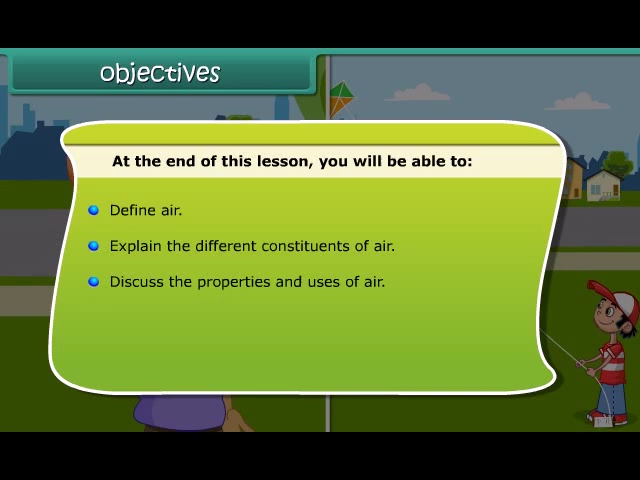 Objectives
At the end of this lesson, you will be able to:
Define air.
Explain the different constituents of air.
Discuss the properties and uses of air.